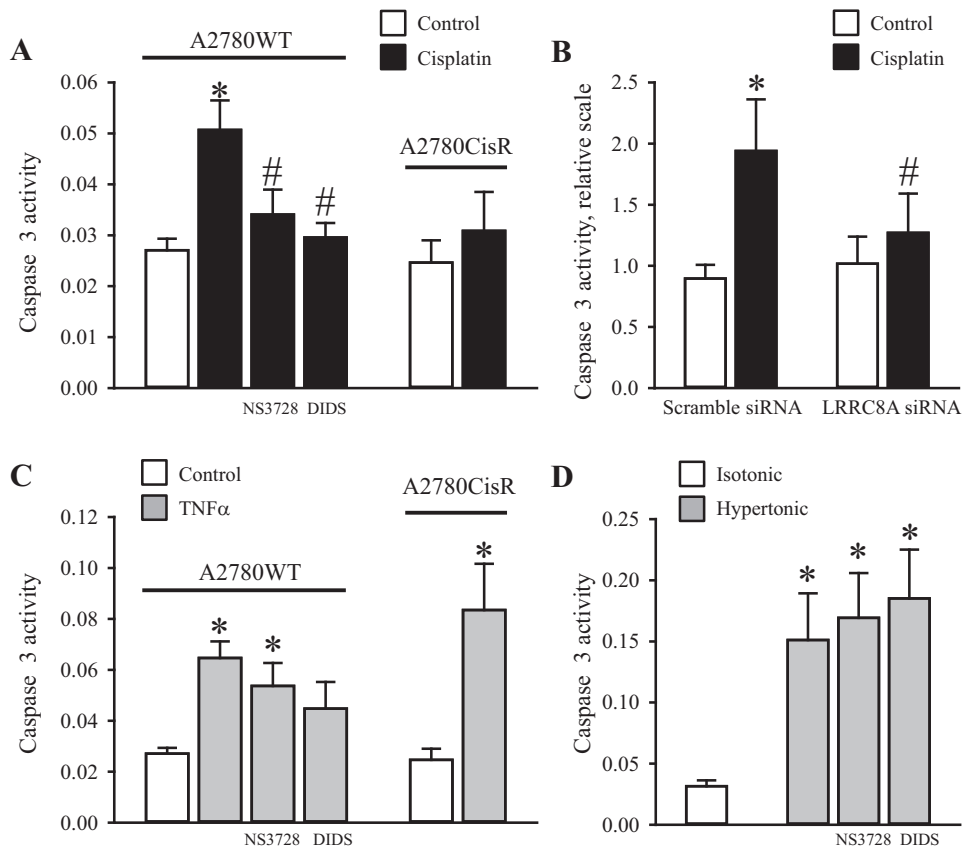 A
A2780WT
Control
Cisplatin
Caspase 3 activity
0.06
0.05
0.04
0.03
0.02
0.01
0.00
*
#
#
A2780CisR
NS3728 DIDS
B
Control
Cisplatin
Caspase 3 activity, relative scale
2.5
2.0
1.5
1.0
0.5
0.0
*
#
Scramble siRNA
LRRC8A siRNA
C
Control
TNFα
Caspase 3 activity
0.12
0.10
0.08
0.06
0.04
0.02
0.00
A2780WT
*
*
A2780CisR
*
NS3728 DIDS
D
Isotonic
Hypertonic
Caspase 3 activity
0.25
0.20
0.15
0.10
0.05
0.00
*
*
*
NS3728 DIDS